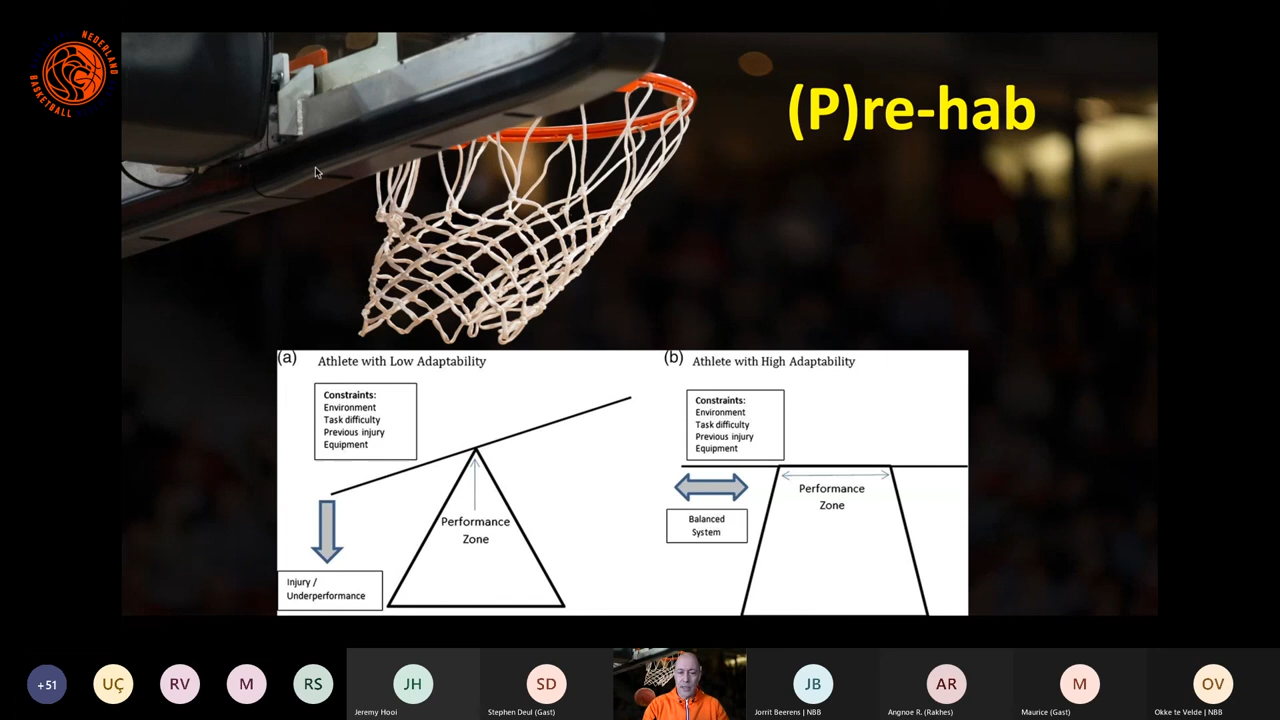 NEDERLAND
BASKETBALL
(P)re-hab
(a) Athlete with Low Adaptability
Constraints:
Environment
Task difficulty
Previous injury
Equipment
Performance
Zone
Injury /
Underperformance
(b) Athlete with High Adaptability
Constraints:
Environment
Task difficulty
Previous injury
Equipment
Performance
Zone
Balanced
System
+51
UÇ
RV
M
RS
JH
Jeremy Hooi
SD
Stephen Deul (Gast)
JB
Jorrit Beerens | NBB
AR
Angnoe R. (Rakhes)
M
Maurice (Gast)
OV
Okke te Velde | NBB